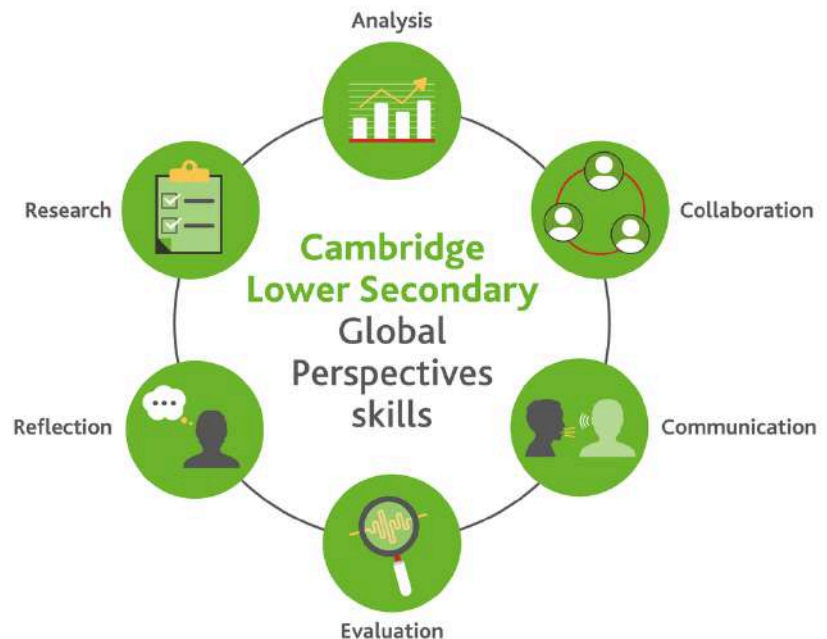 Analysis
Research
Collaboration
Cambridge
Lower Secondary
Global
Perspectives
skills
Reflection
Communication
Evaluation